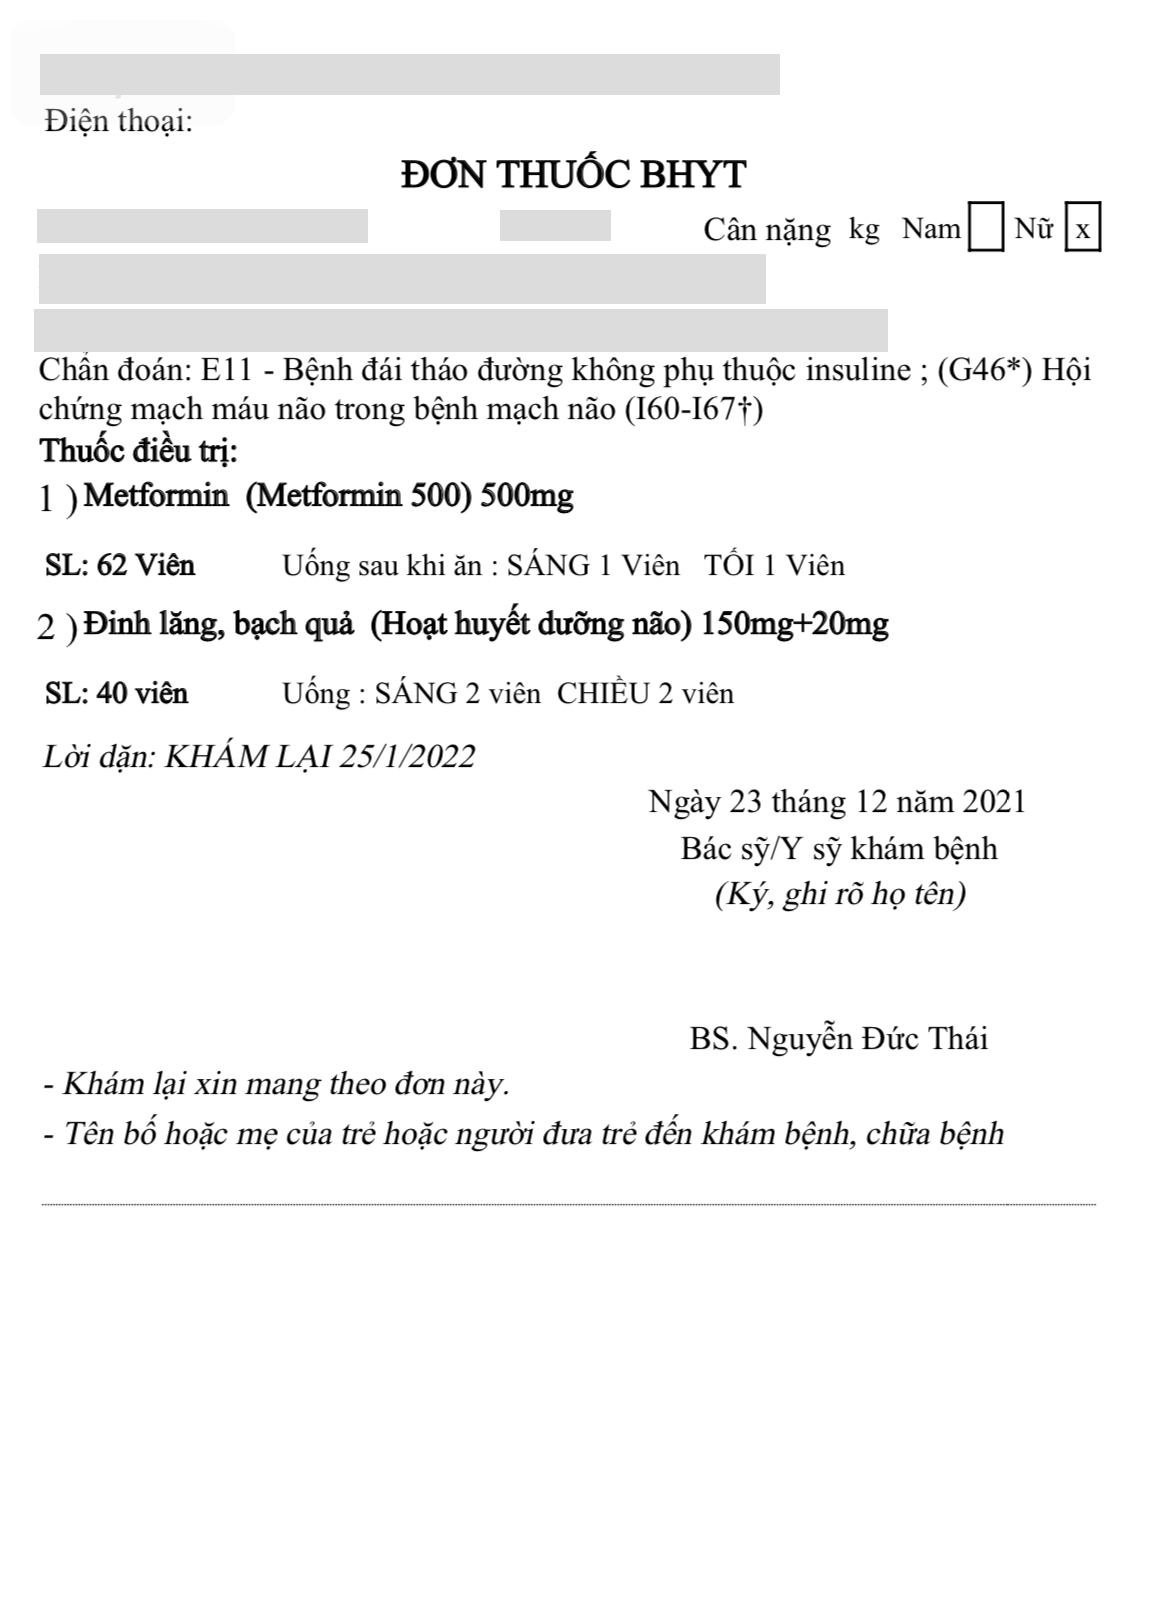 Điện thoại:
ĐƠN THUỐC BHYT
Cân nặng kg Nam Nữ x
Chẩn đoán: E11 - Bệnh đái tháo đường không phụ thuộc insuline ; (G46*) Hội
chứng mạch máu não trong bệnh mạch não (I60-I67†)
Thuốc điều trị:
1 ) Metformin (Metformin 500) 500mg
SL: 62 Viên Uống sau khi ăn : SÁNG 1 Viên TỐI 1 Viên
2 ) Đinh lăng, bạch quả (Hoạt huyết dưỡng não) 150mg+20mg
SL: 40 viên Uống : SÁNG 2 viên CHIỀU 2 viên
Lời dặn: KHÁM LẠI 25/1/2022
Ngày 23 tháng 12 năm 2021
Bác sỹ/Y sỹ khám bệnh
(Ký, ghi rõ họ tên)
BS. Nguyễn Đức Thái
- Khám lại xin mang theo đơn này.
- Tên bố hoặc mẹ của trẻ hoặc người đưa trẻ đến khám bệnh, chữa bệnh